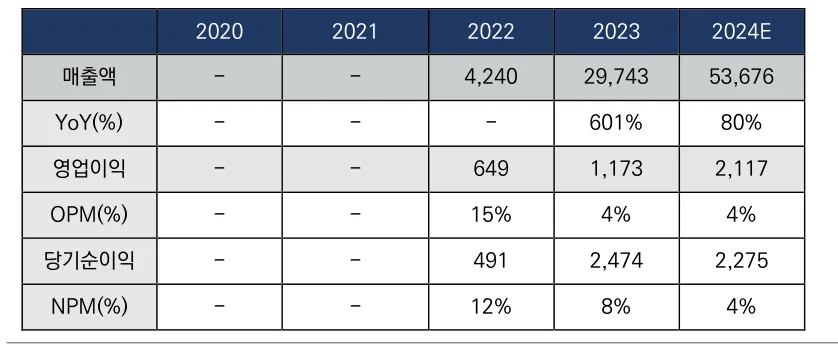 2020 2021 2022 2023 2024E
매출액 – – 4,240 29,743 53,676
YoY(%) – – – 601% 80%
영업이익 – – 649 1,173 2,117
OPM(%) – – 15% 4% 4%
당기순이익 – – 491 2,474 2,275
NPM(%) – – 12% 8% 4%